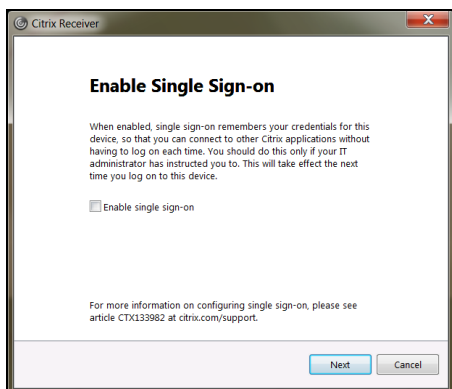 Citrix Receiver
Enable Single Sign-on
When enabled, single sign-on remembers your credentials for this
device, so that you can connect to other Citrix applications without
having to log on each time. You should do this only if your IT
administrator has instructed you to. This will take effect the next
time you log on to this device.
Enable single sign-on
For more information on configuring single sign-on, please see
article CTX133982 at citrix.com/support.
Next
Cancel